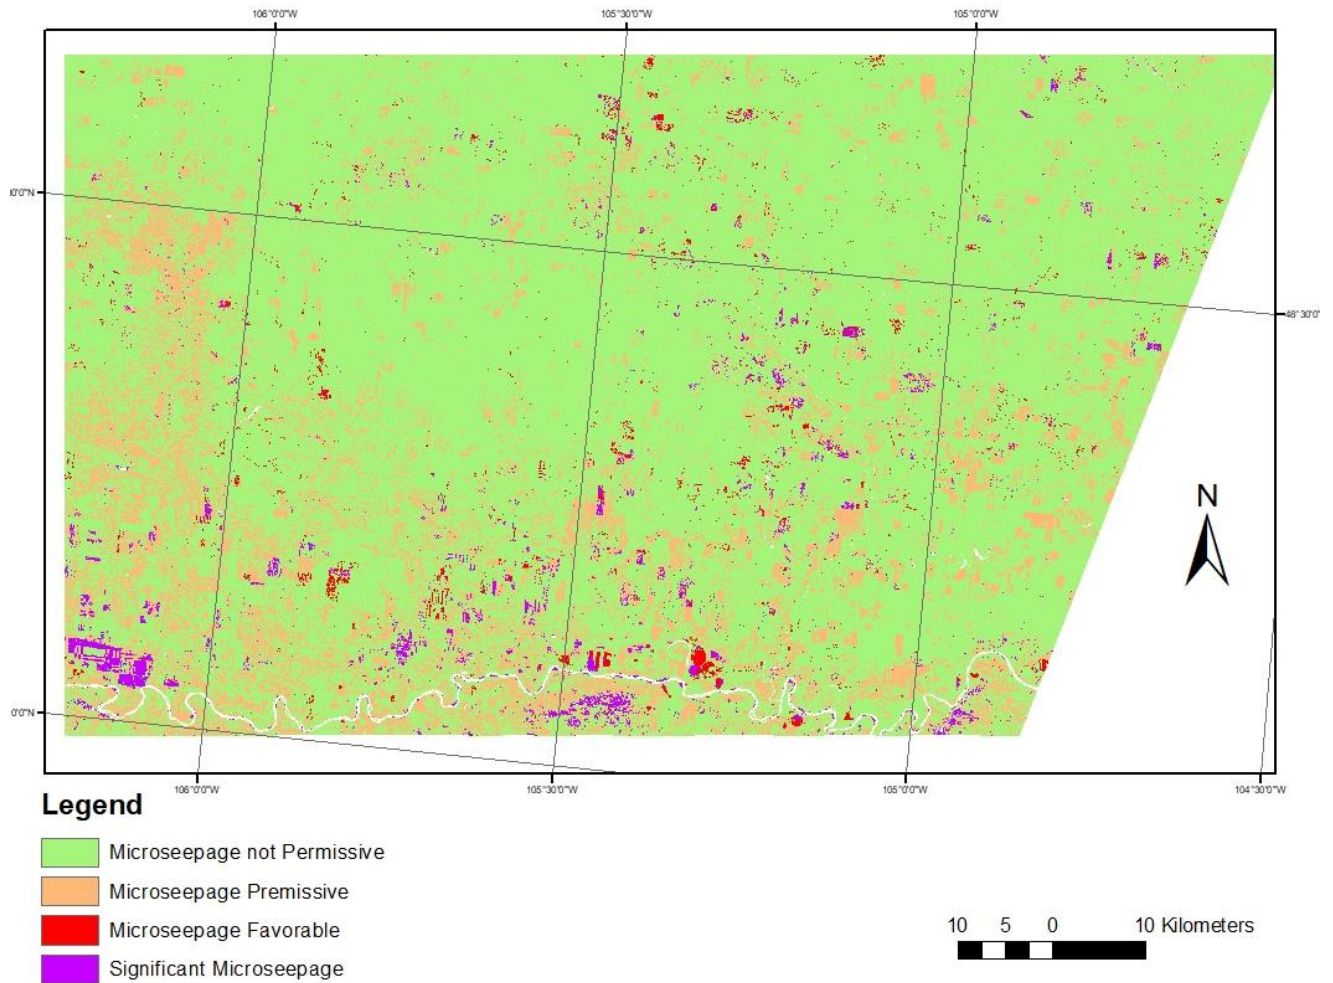 106°0'0"W 105°30'0"W 105°0'0"W
0'0"N
48°30'0"
N
0'0"N
106°0'0"W 105°30'0"W 105°0'0"W 104°30'0"W
Legend
Microseepage not Permissive
Microseepage Premissive
Microseepage Favorable
Significant Microseepage
10 5 0 10 Kilometers